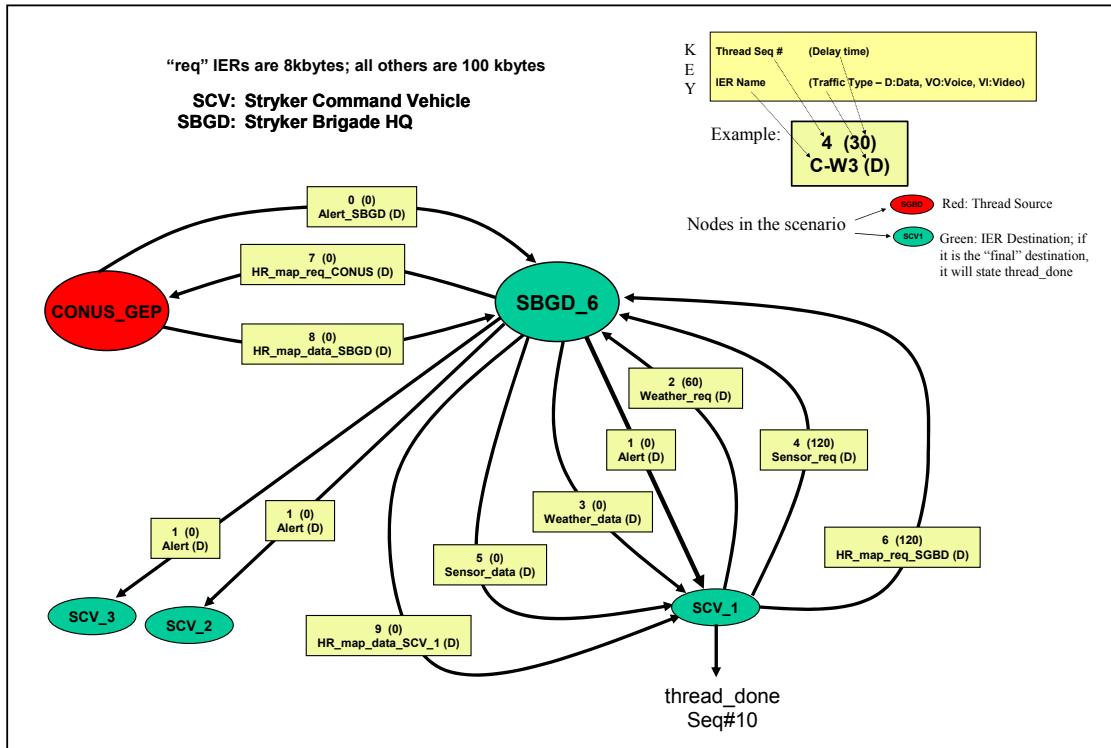 "req" IERs are 8kbytes; all others are 100 kbytes
SCV: Stryker Command Vehicle
SBGD: Stryker Brigade HQ
K
E
Y
Thread Seq # (Delay time)
IER Name (Traffic Type – D:Data, VO:Voice, VI:Video)
Example:
4 (30)
C-W3 (D)
Nodes in the scenario
SGBD
Red: Thread Source
SCV1
Green: IER Destination; if
it is the "final" destination,
it will state thread_done
0 (0)
Alert_SBGD (D)
7 (0)
HR_map_req_CONUS (D)
CONUS_GEP
SBGD_6
8 (0)
HR_map_data_SBGD (D)
2 (60)
Weather_req (D)
1 (0)
Alert (D)
4 (120)
Sensor_req (D)
3 (0)
Weather_data (D)
1 (0)
Alert (D)
1 (0)
Alert (D)
6 (120)
HR_map_req_SGBD (D)
5 (0)
Sensor_data (D)
SCV_3
SCV_2
SCV_1
9 (0)
HR_map_data_SCV_1 (D)
thread_done
Seq#10